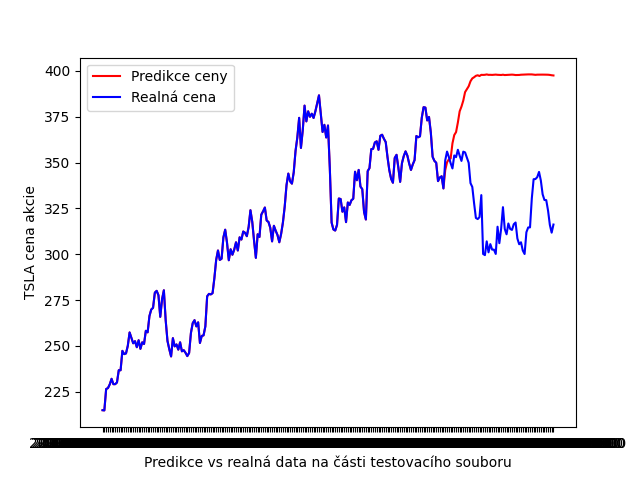 Predikce ceny
Realná cena
400
375
350
325
300
275
250
225
TSLA cena akcie
Predikce vs realná data na části testovacího souboru